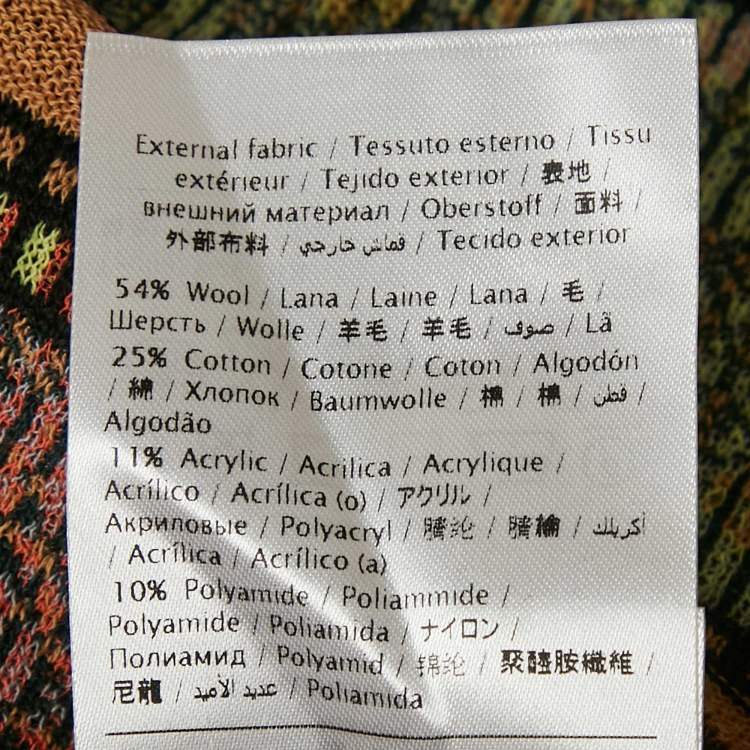 External fabric / Tessuto esterno / Tissu
extérieur / Tejido exterior / 表地 /
внешний материал / Oberstoff / 面料 /
外部布料 / قماش خارجي / Tecido exterior
54% Wool / Lana / Laine / Lana / 毛 /
Шерсть / Wolle / 羊毛 / 羊毛 / صوف / Lã
25% Cotton / Cotone / Coton / Algodón
/ 綿 / Хлопок / Baumwolle / 棉 / 棉 / قطن /
Algodão
11% Acrylic / Acrilica / Acrylique /
Acrílico / Acrílica (o) / アクリル /
Акриловые / Polyacryl / 腈纶 / 腈綸 / أكريلك
/ Acrílica / Acrílico (a)
10% Polyamide / Poliammide /
Polyamide / Poliamida / ナイロン /
Полиамид / Polyamid / 锦纶 / 聚醯胺纖維 /
尼龍 / عديد الأميد / Poliamida